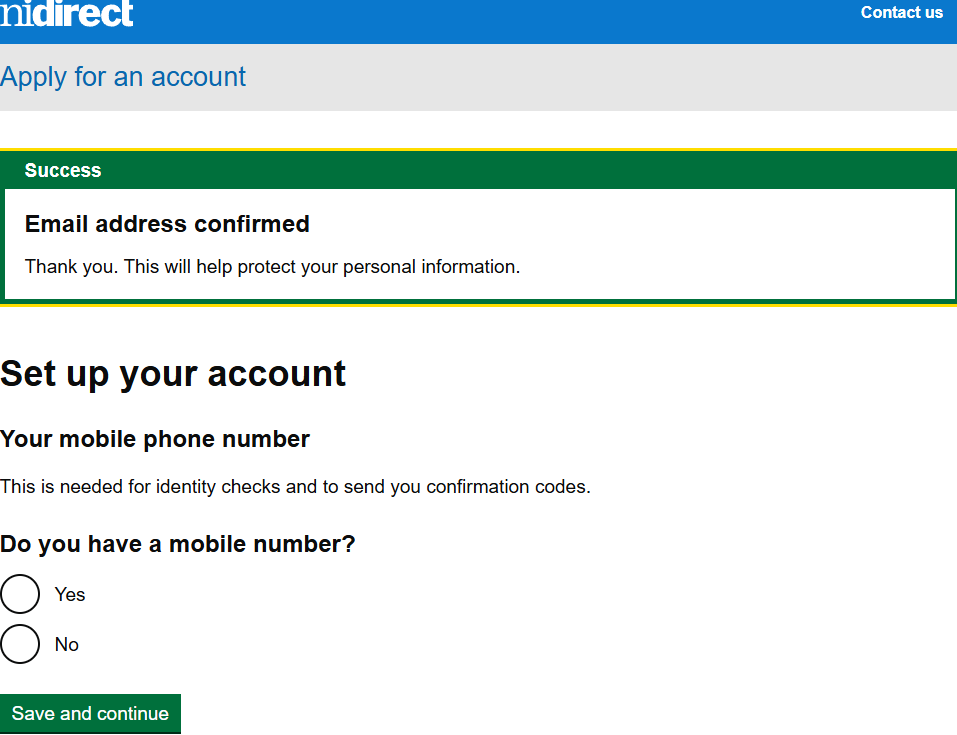 nidirect
Contact us
Apply for an account
Success
Email address confirmed
Thank you. This will help protect your personal information.
Set up your account
Your mobile phone number
This is needed for identity checks and to send you confirmation codes.
Do you have a mobile number?
Yes
No
Save and continue